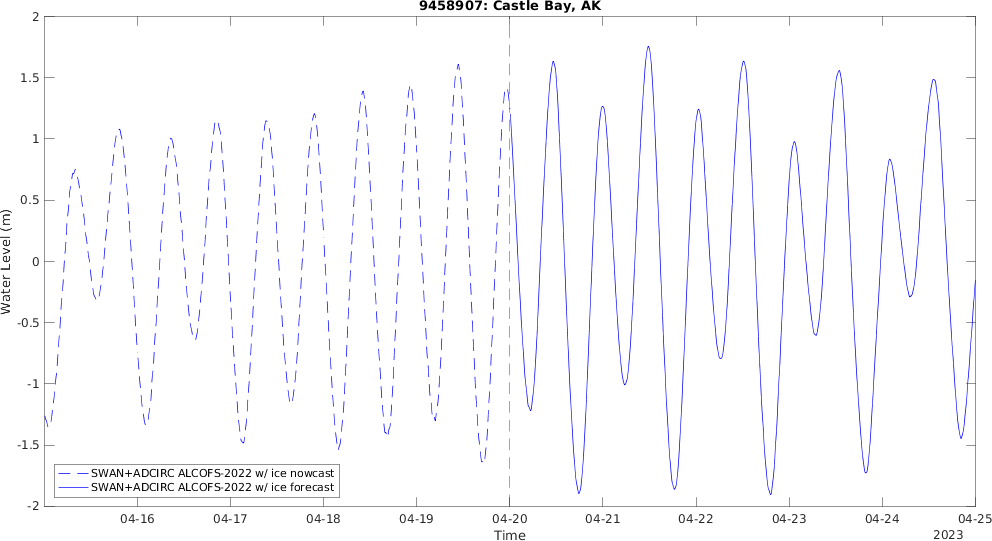 9458907: Castle Bay, AK
2
1.5
1
0.5
0
-0.5
-1
-1.5
-2
Water Level (m)
SWAN+ADCIRC ALCOFS-2022 w/ ice nowcast
SWAN+ADCIRC ALCOFS-2022 w/ ice forecast
04-16 04-17 04-18 04-19 04-20 04-21 04-22 04-23 04-24 04-25
Time
2023